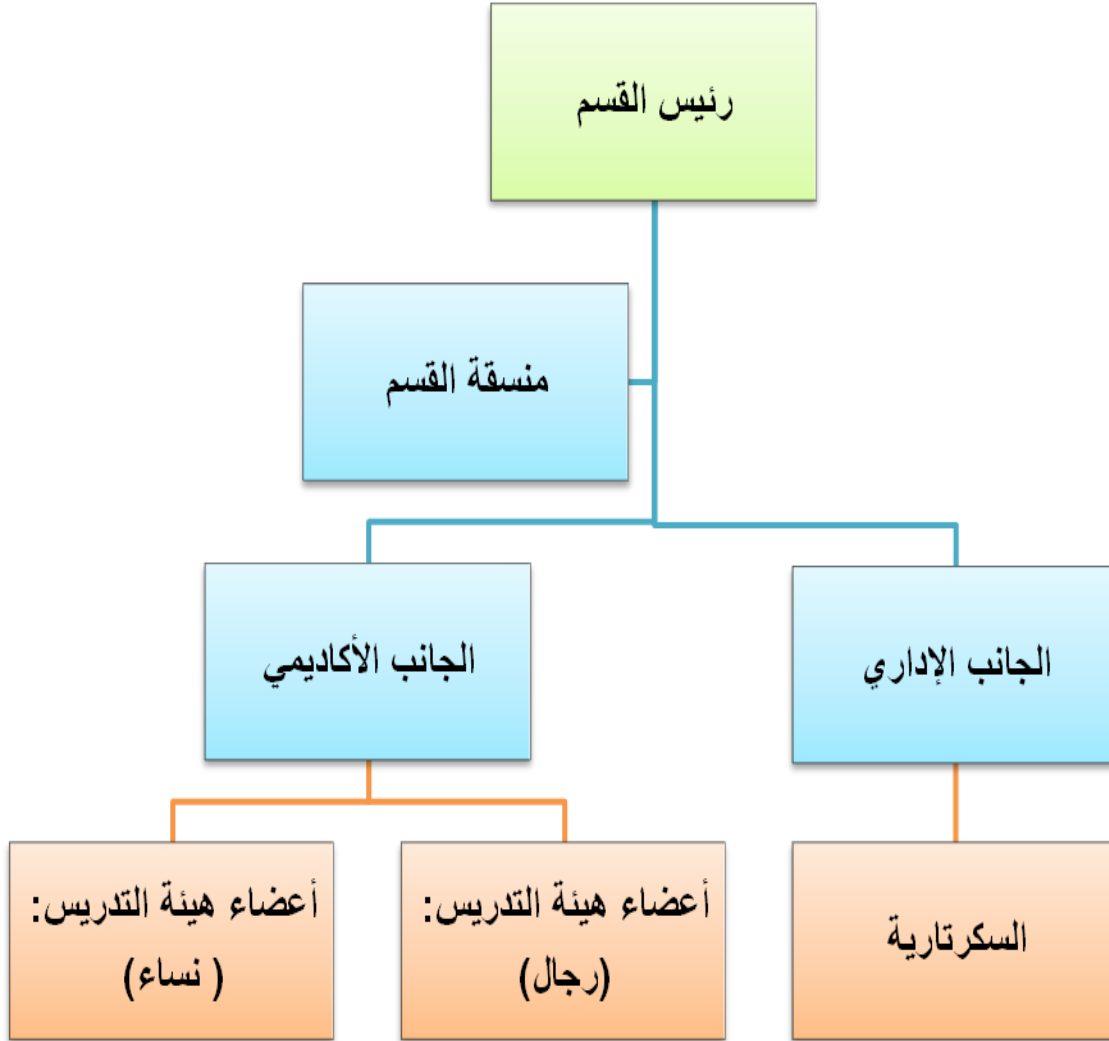 رئيس القسم
منسقة القسم
الجانب الإداري
الجانب الأكاديمي
السكرتارية
أعضاء هيئة التدريس:
(رجال)
أعضاء هيئة التدريس:
( نساء)